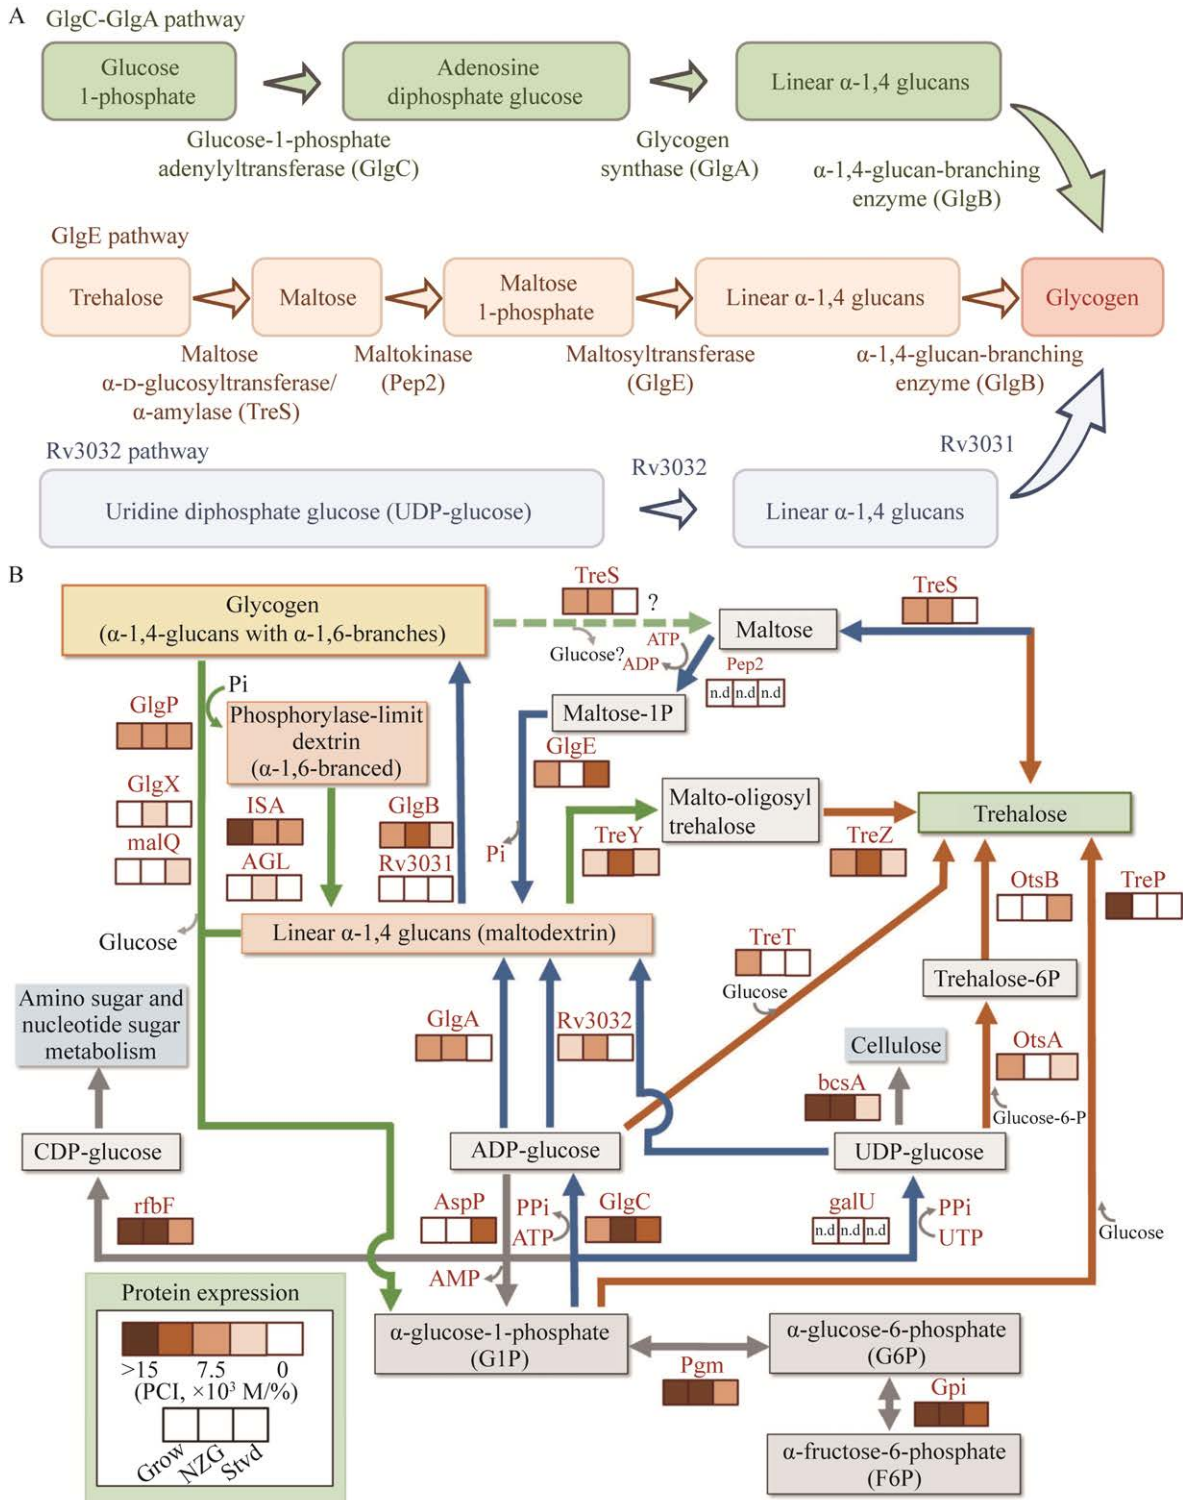 A
GlgC-GlgA pathway
Glucose
1-phosphate
Adenosine
diphosphate glucose
Linear α-1,4 glucans
Glucose-1-phosphate
adenylyltransferase (GlgC)
Glycogen
synthase (GlgA)
α-1,4-glucan-branching
enzyme (GlgB)
GlgE pathway
Trehalose
Maltose
Maltose
1-phosphate
Linear α-1,4 glucans
Glycogen
Maltose
α-D-glucosyltransferase/
α-amylase (TreS)
Maltokinase
(Pep2)
Maltosyltransferase
(GlgE)
α-1,4-glucan-branching
enzyme (GlgB)
Rv3032 pathway
Uridine diphosphate glucose (UDP-glucose)
Rv3032
Linear α-1,4 glucans
Rv3031
B
Glycogen
(α-1,4-glucans with α-1,6-branches)
TreS
?
Glucose?
ATP
ADP
Maltose
TreS
Pep2
n.d n.d n.d
Maltose-1P
GlgP
Pi
Phosphorylase-limit
dextrin
(α-1,6-branced)
GlgE
GlgX
ISA
GlgB
Malto-oligosyl
trehalose
Trehalose
malQ
AGL
Rv3031
Pi
TreY
TreZ
OtsB
TreP
Glucose
Linear α-1,4 glucans (maltodextrin)
TreT
Glucose
Trehalose-6P
Amino sugar and
nucleotide sugar
metabolism
GlgA
Rv3032
Cellulose
OtsA
bcsA
Glucose-6-P
CDP-glucose
ADP-glucose
UDP-glucose
rfbF
AspP
PPi
ATP
GlgC
galU
n.d n.d n.d
PPi
UTP
Glucose
AMP
Protein expression
>15
7.5
0
(PCI, ×10³ M/%)
Grow
NZG
Stvd
α-glucose-1-phosphate
(G1P)
Pgm
α-glucose-6-phosphate
(G6P)
Gpi
α-fructose-6-phosphate
(F6P)